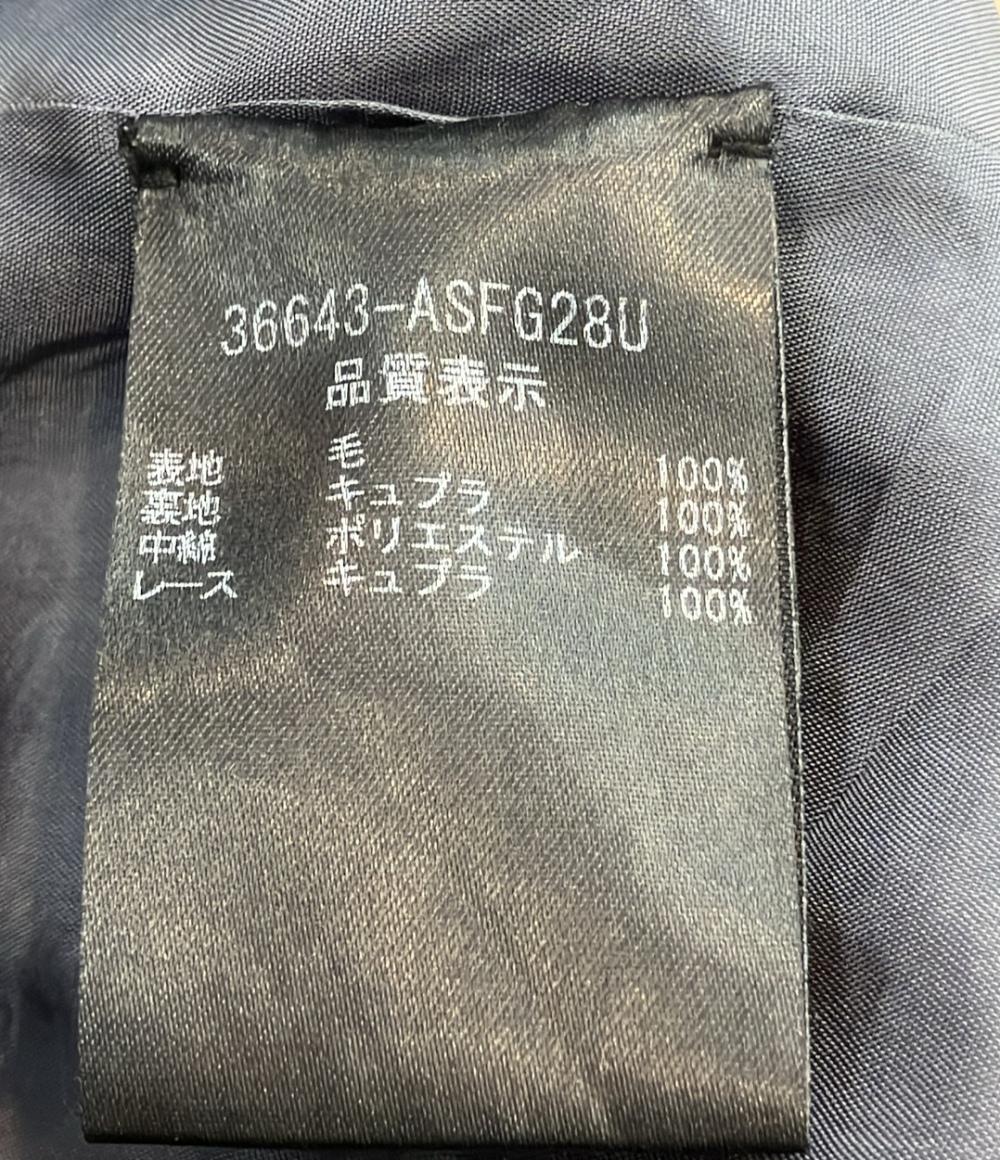 36643-ASFG28U
品質表示
表地 毛 100%
裏地 キュプラ 100%
中綿 ポリエステル 100%
レース キュプラ 100%